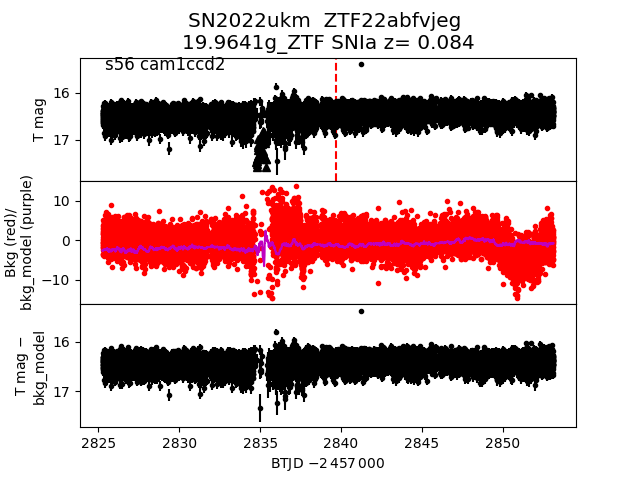 SN2022ukm  ZTF22abfvjeg
19.9641g_ZTF SNIa z= 0.084
s56 cam1ccd2
16
17
T mag
10
0
−10
Bkg (red)/
bkg_model (purple)
16
17
T mag −
bkg_model
2825
2830
2835
2840
2845
2850
BTJD −2 457 000